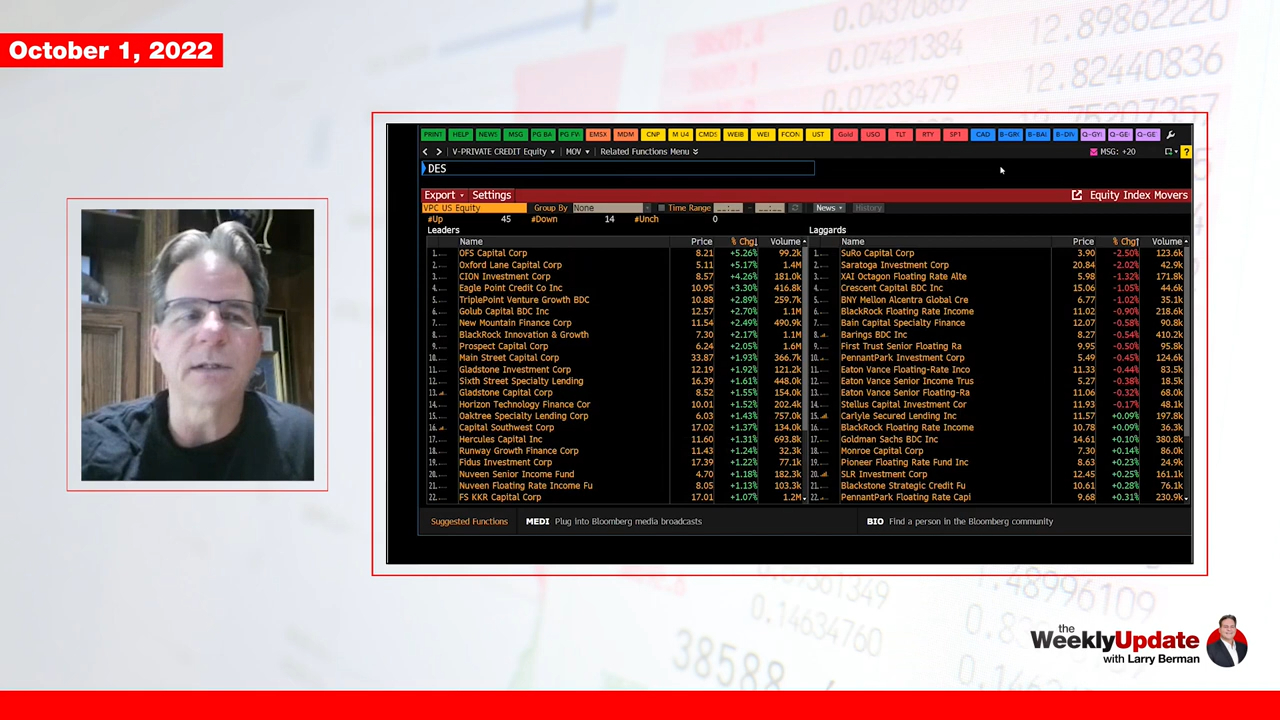 October 1, 2022
PRINT HELP NEWS MSG PG BA PG FV EMSX MDM CNP M U4 CMDS WEIB WEI FCON UST Gold USO TLT RTY SP1 CAD B-GRI B-BAI B-DIV Q-GYI Q-GE Q-GE
V-PRIVATE CREDIT Equity MOV Related Functions Menu MSG: +20 ?
DES
Export Settings Equity Index Movers
VPC US Equity Group By None Time Range News History
#Up 45 #Down 14 #Unch 0
Leaders Laggards
Name Price % Chg Volume Name Price % Chg Volume
1. OFS Capital Corp 8.21 +5.26% 99.2k 1. SuRo Capital Corp 3.90 -2.50% 123.6k
2. Oxford Lane Capital Corp 5.11 +5.17% 1.4M 2. Saratoga Investment Corp 20.84 -2.02% 42.9k
3. CION Investment Corp 8.57 +4.26% 181.0k 3. XAI Octagon Floating Rate Alte 5.98 -1.32% 171.8k
4. Eagle Point Credit Co Inc 10.95 +3.30% 416.8k 4. Crescent Capital BDC Inc 15.06 -1.05% 44.6k
5. TriplePoint Venture Growth BDC 10.88 +2.89% 259.7k 5. BNY Mellon Alcentra Global Cre 6.77 -1.02% 35.1k
6. Golub Capital BDC Inc 12.57 +2.70% 1.1M 6. BlackRock Floating Rate Income 11.02 -0.90% 218.6k
7. New Mountain Finance Corp 11.54 +2.49% 490.9k 7. Bain Capital Specialty Finance 12.07 -0.58% 90.8k
8. BlackRock Innovation & Growth 7.30 +2.17% 1.1M 8. Barings BDC Inc 8.27 -0.54% 410.2k
9. Prospect Capital Corp 6.24 +2.05% 1.6M 9. First Trust Senior Floating Ra 9.95 -0.50% 95.8k
10. Main Street Capital Corp 33.87 +1.93% 366.7k 10. PennantPark Investment Corp 5.49 -0.45% 124.6k
11. Gladstone Investment Corp 12.19 +1.92% 121.2k 11. Eaton Vance Floating-Rate Inco 11.33 -0.44% 83.5k
12. Sixth Street Specialty Lending 16.39 +1.61% 448.0k 12. Eaton Vance Senior Income Trus 5.27 -0.38% 18.5k
13. Gladstone Capital Corp 8.52 +1.55% 154.0k 13. Eaton Vance Senior Floating-Ra 11.06 -0.32% 68.0k
14. Horizon Technology Finance Cor 10.01 +1.52% 202.4k 14. Stellus Capital Investment Cor 11.93 -0.17% 48.1k
15. Oaktree Specialty Lending Corp 6.03 +1.43% 757.0k 15. Carlyle Secured Lending Inc 11.57 +0.09% 197.8k
16. Capital Southwest Corp 17.02 +1.37% 134.0k 16. BlackRock Floating Rate Income 10.78 +0.09% 36.3k
17. Hercules Capital Inc 11.60 +1.31% 693.8k 17. Goldman Sachs BDC Inc 14.61 +0.10% 380.8k
18. Runway Growth Finance Corp 11.43 +1.24% 32.3k 18. Monroe Capital Corp 7.30 +0.14% 86.0k
19. Fidus Investment Corp 17.39 +1.22% 77.1k 19. Pioneer Floating Rate Fund Inc 8.63 +0.23% 24.9k
20. Nuveen Senior Income Fund 4.70 +1.18% 182.3k 20. SLR Investment Corp 12.45 +0.25% 161.1k
21. Nuveen Floating Rate Income Fu 8.05 +1.13% 103.3k 21. Blackstone Strategic Credit Fu 10.61 +0.28% 76.1k
22. FS KKR Capital Corp 17.01 +1.07% 1.2M 22. PennantPark Floating Rate Capi 9.68 +0.31% 230.9k
Suggested Functions MEDI Plug into Bloomberg media broadcasts BIO Find a person in the Bloomberg community
the
WeeklyUpdate
with Larry Berman